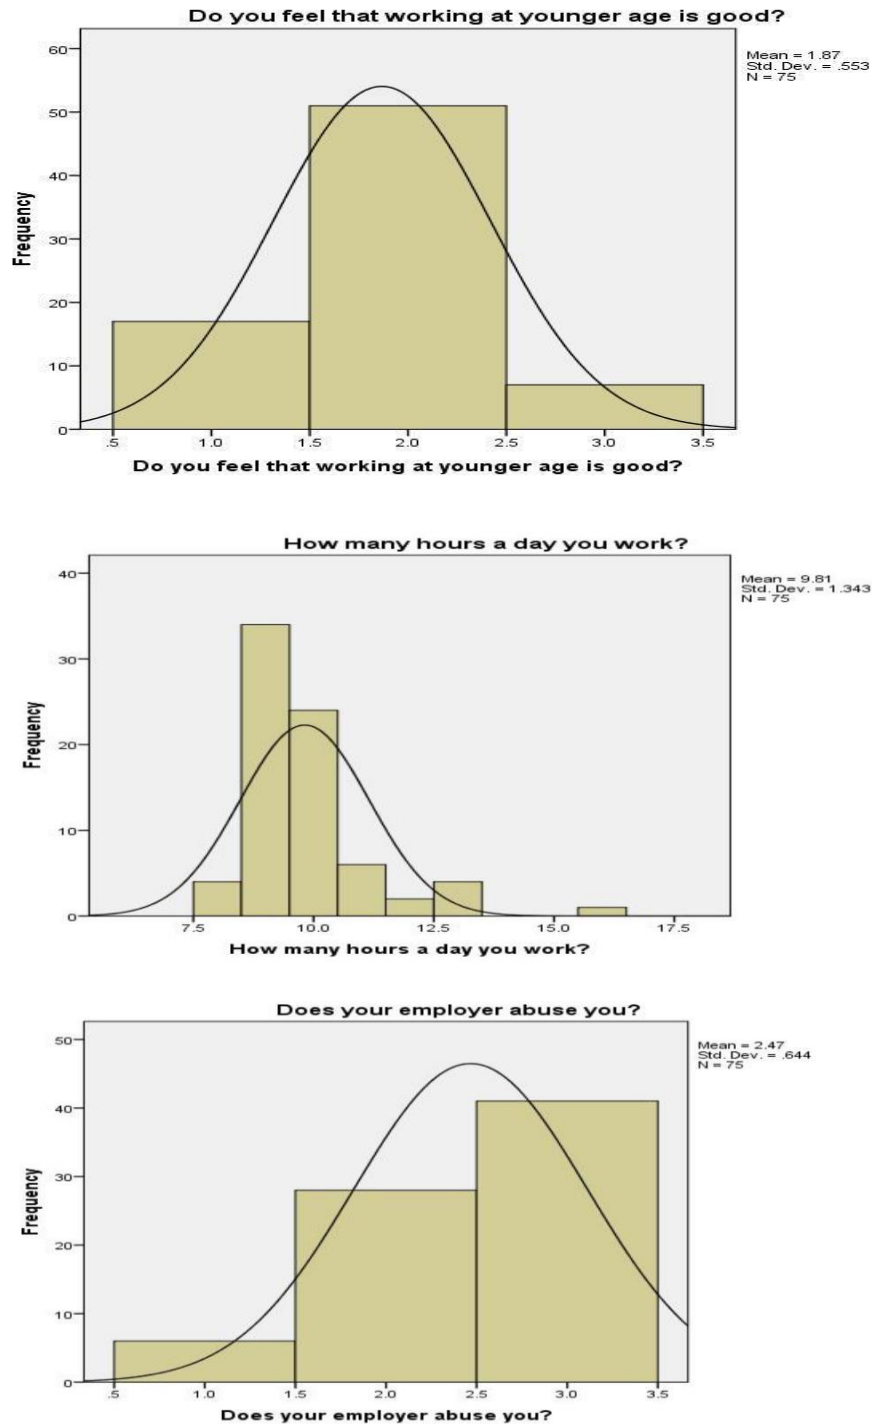 Do you feel that working at younger age is good?
Mean = 1.87
Std. Dev. = .553
N = 75
Frequency
60
50
40
30
20
10
0
.5 1.0 1.5 2.0 2.5 3.0 3.5
Do you feel that working at younger age is good?
How many hours a day you work?
Mean = 9.81
Std. Dev. = 1.343
N = 75
Frequency
40
30
20
10
0
7.5 10.0 12.5 15.0 17.5
How many hours a day you work?
Does your employer abuse you?
Mean = 2.47
Std. Dev. = .644
N = 75
Frequency
50
40
30
20
10
0
.5 1.0 1.5 2.0 2.5 3.0 3.5
Does your employer abuse you?